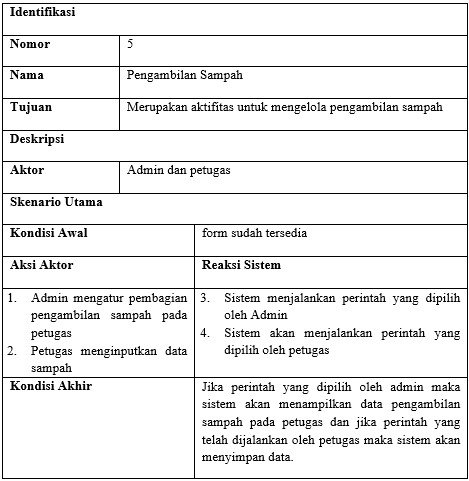 Identifikasi
Nomor 5
Nama Pengambilan Sampah
Tujuan Merupakan aktifitas untuk mengelola pengambilan sampah
Deskripsi
Aktor Admin dan petugas
Skenario Utama
Kondisi Awal form sudah tersedia
Aksi Aktor Reaksi Sistem
1. Admin mengatur pembagian
pengambilan sampah pada
petugas
2. Petugas menginputkan data
sampah
3. Sistem menjalankan perintah yang dipilih
oleh Admin
4. Sistem akan menjalankan perintah yang
dipilih oleh petugas
Kondisi Akhir Jika perintah yang dipilih oleh admin maka
sistem akan menampilkan data pengambilan
sampah pada petugas dan jika perintah yang
telah dijalankan oleh petugas maka sistem akan
menyimpan data.